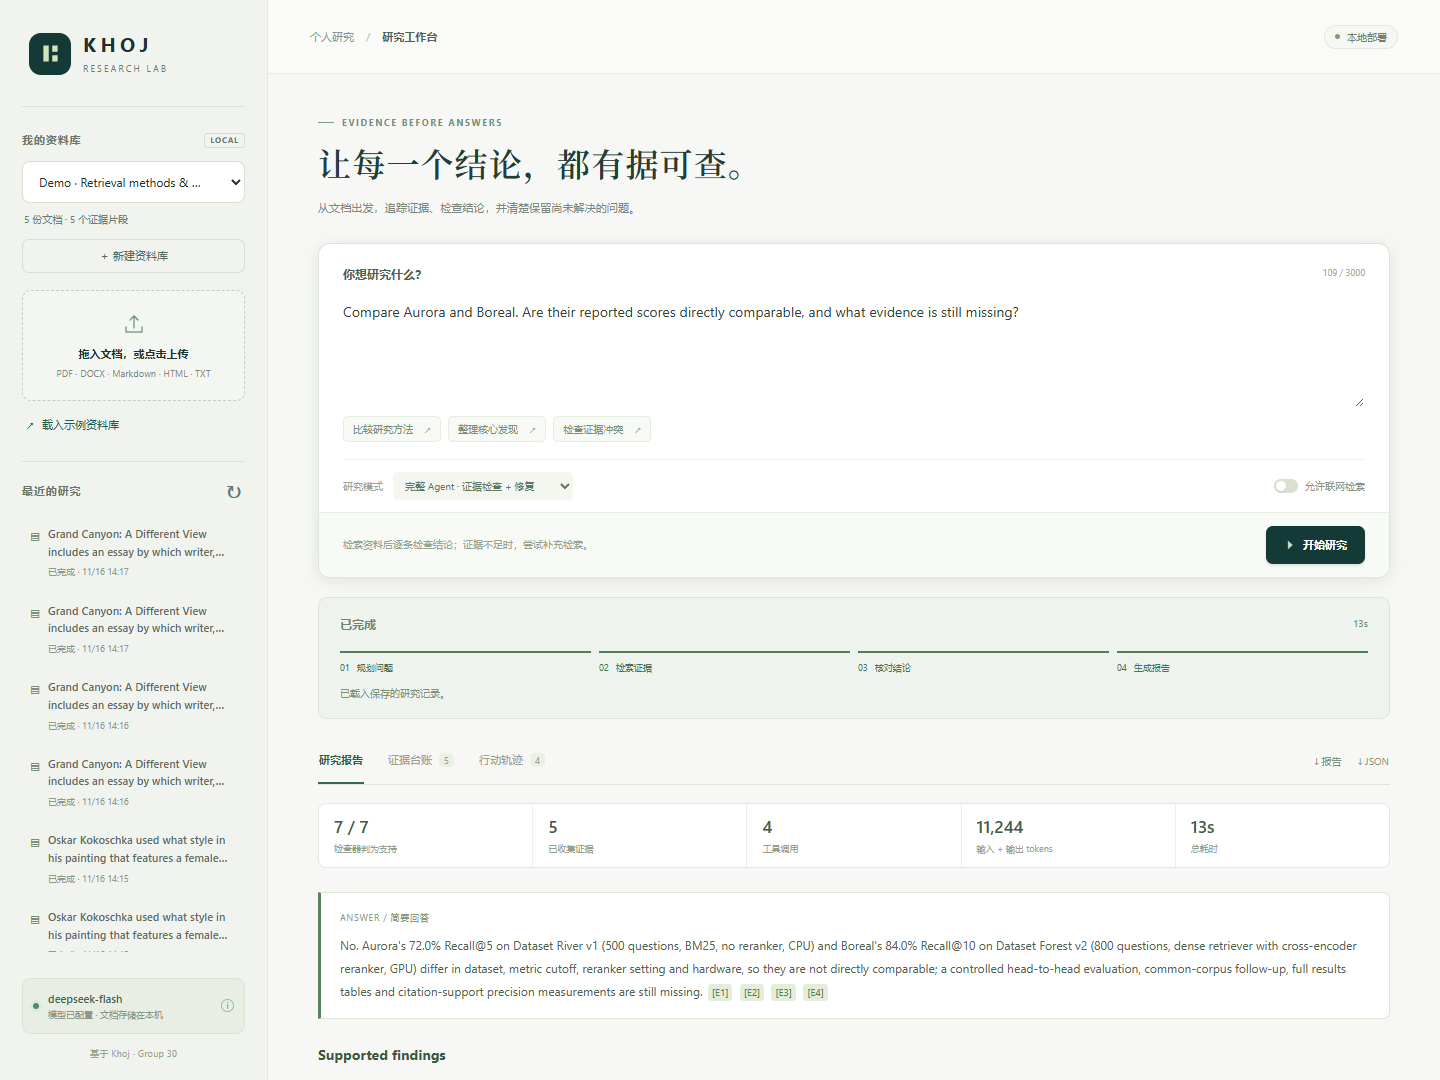 KHOJ
RESEARCH LAB
我的资料库
LOCAL
Demo · Retrieval methods & ...
5 份文档 · 5 个证据片段
+ 新建资料库
拖入文档，或点击上传
PDF · DOCX · Markdown · HTML · TXT
↗ 载入示例资料库
最近的研究
Grand Canyon: A Different View
includes an essay by which writer,...
已完成 · 11/16 14:17
Grand Canyon: A Different View
includes an essay by which writer,...
已完成 · 11/16 14:17
Grand Canyon: A Different View
includes an essay by which writer,...
已完成 · 11/16 14:16
Grand Canyon: A Different View
includes an essay by which writer,...
已完成 · 11/16 14:16
Oskar Kokoschka used what style in
his painting that features a female...
已完成 · 11/16 14:15
Oskar Kokoschka used what style in
his painting that features a female...
deepseek-flash
模型已配置 · 文档存储在本机
基于 Khoj · Group 30
个人研究 / 研究工作台
本地部署
EVIDENCE BEFORE ANSWERS
让每一个结论，都有据可查。
从文档出发，追踪证据、检查结论，并清楚保留尚未解决的问题。
你想研究什么?
109 / 3000
Compare Aurora and Boreal. Are their reported scores directly comparable, and what evidence is still missing?
比较研究方法 ↗
整理核心发现 ↗
检查证据冲突 ↗
研究模式
完整 Agent · 证据检查 + 修复
允许联网检索
检索资料后逐条检查结论；证据不足时，尝试补充检索。
开始研究
已完成
13s
01 规划问题
02 检索证据
03 核对结论
04 生成报告
已载入保存的研究记录。
研究报告
证据台账 5
行动轨迹 4
↓ 报告
↓ JSON
7 / 7
检查器判为支持
5
已收集证据
4
工具调用
11,244
输入 + 输出 tokens
13s
总耗时
ANSWER / 简要回答
No. Aurora's 72.0% Recall@5 on Dataset River v1 (500 questions, BM25, no reranker, CPU) and Boreal's 84.0% Recall@10 on Dataset Forest v2 (800 questions, dense retriever with cross-encoder
reranker, GPU) differ in dataset, metric cutoff, reranker setting and hardware, so they are not directly comparable; a controlled head-to-head evaluation, common-corpus follow-up, full results
tables and citation-support precision measurements are still missing. [E1] [E2] [E3] [E4]
Supported findings